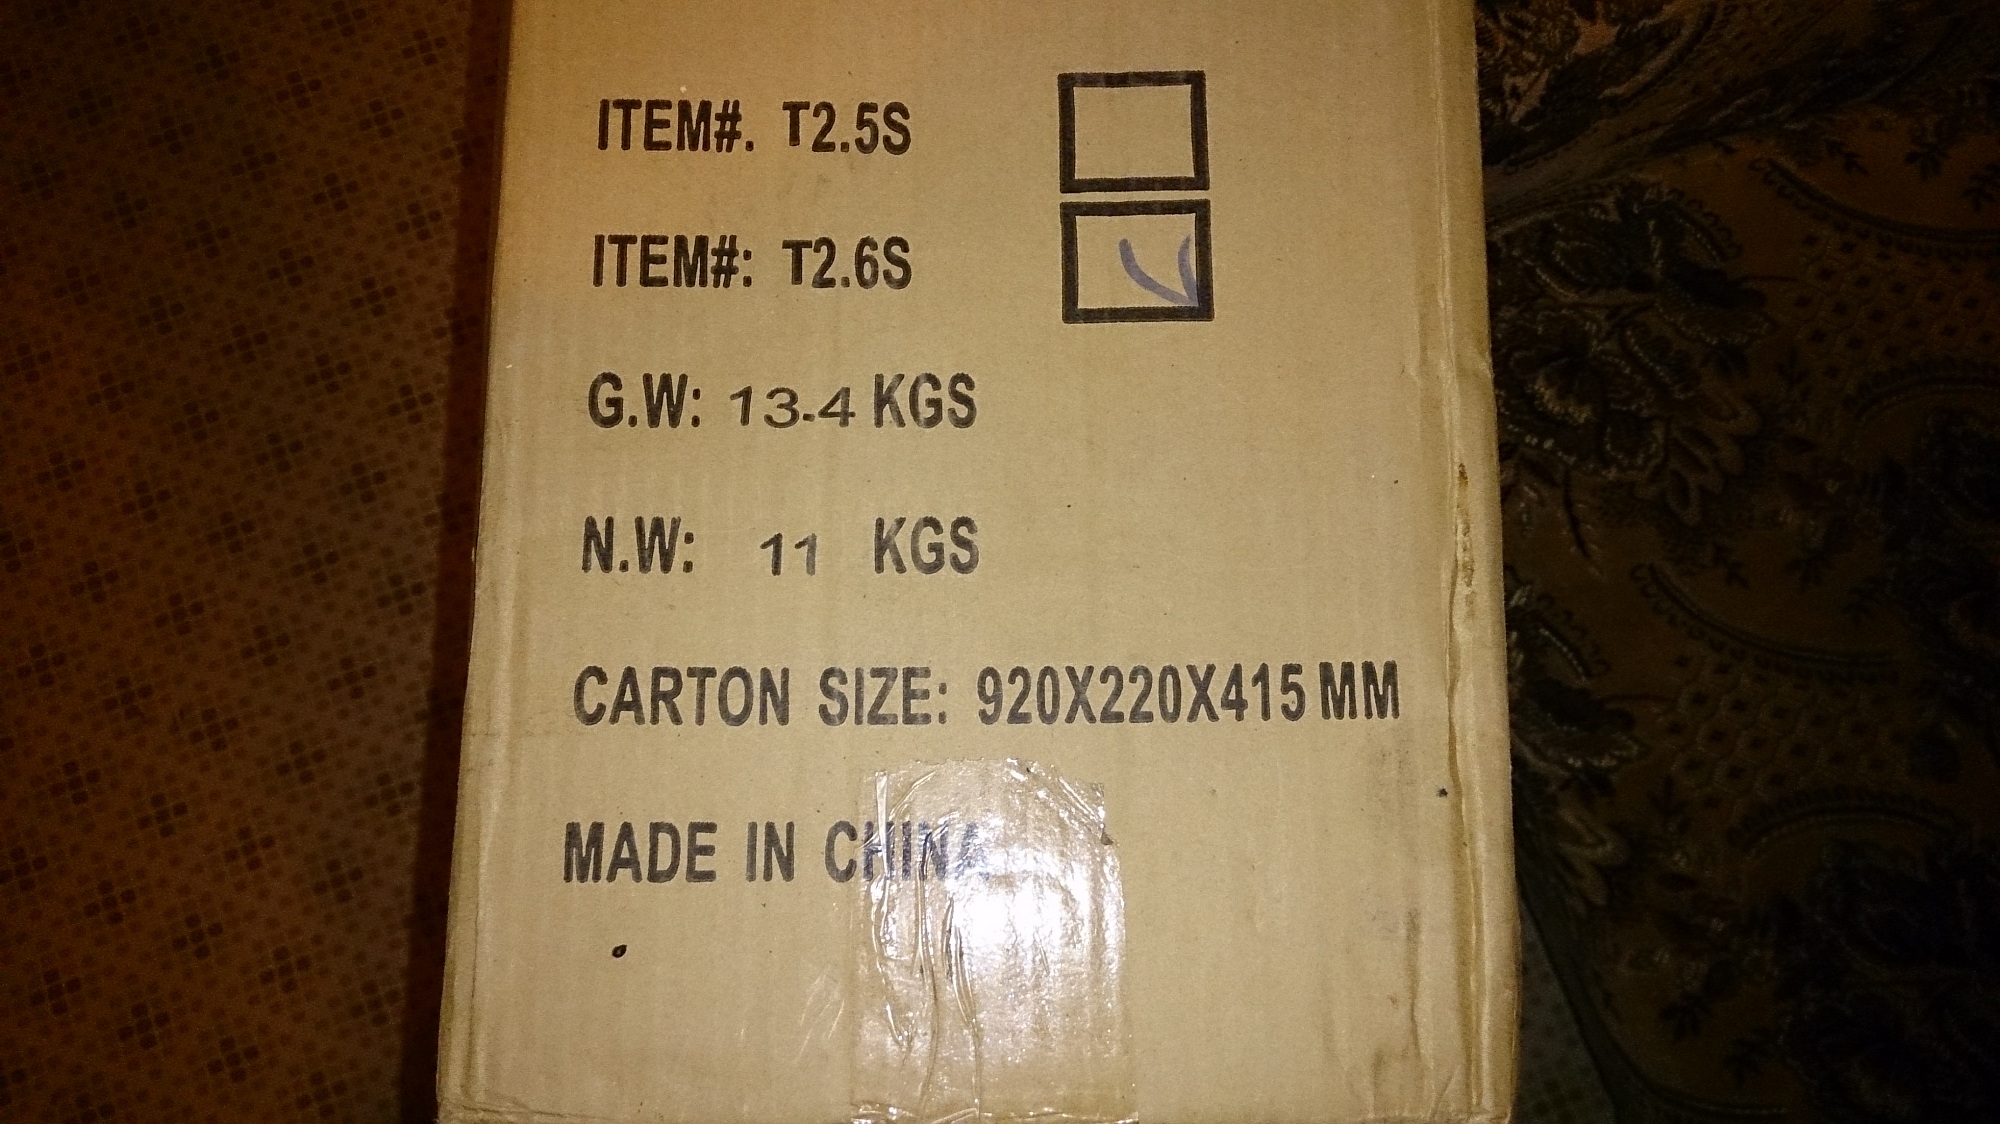 ITEM#. T2.5S
ITEM#: T2.6S
G.W: 13.4 KGS
N.W: 11 KGS
CARTON SIZE: 920X220X415 MM
MADE IN CHINA